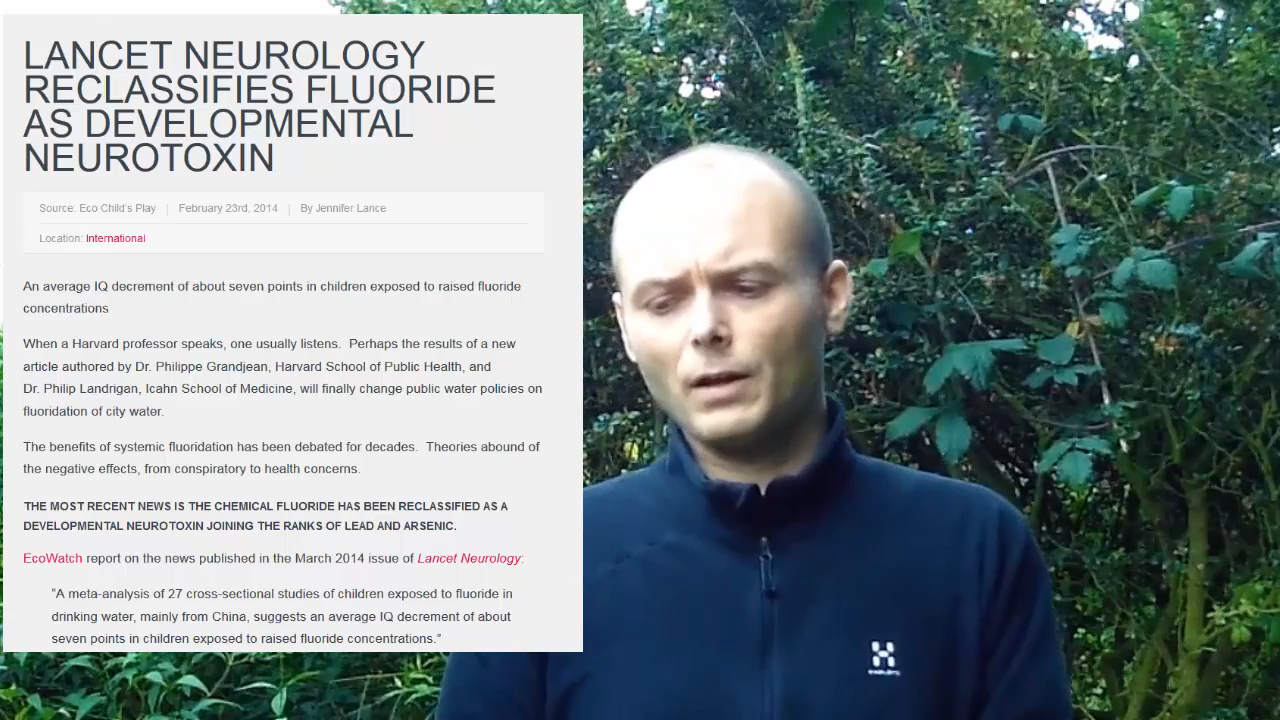 LANCET NEUROLOGY
RECLASSIFIES FLUORIDE
AS DEVELOPMENTAL
NEUROTOXIN
Source: Eco Child's Play | February 23rd, 2014 | By Jennifer Lance
Location: International
An average IQ decrement of about seven points in children exposed to raised fluoride
concentrations
When a Harvard professor speaks, one usually listens. Perhaps the results of a new
article authored by Dr. Philippe Grandjean, Harvard School of Public Health, and
Dr. Philip Landrigan, Icahn School of Medicine, will finally change public water policies on
fluoridation of city water.
The benefits of systemic fluoridation has been debated for decades. Theories abound of
the negative effects, from conspiratory to health concerns.
THE MOST RECENT NEWS IS THE CHEMICAL FLUORIDE HAS BEEN RECLASSIFIED AS A
DEVELOPMENTAL NEUROTOXIN JOINING THE RANKS OF LEAD AND ARSENIC.
EcoWatch report on the news published in the March 2014 issue of Lancet Neurology:
“A meta-analysis of 27 cross-sectional studies of children exposed to fluoride in
drinking water, mainly from China, suggests an average IQ decrement of about
seven points in children exposed to raised fluoride concentrations.”